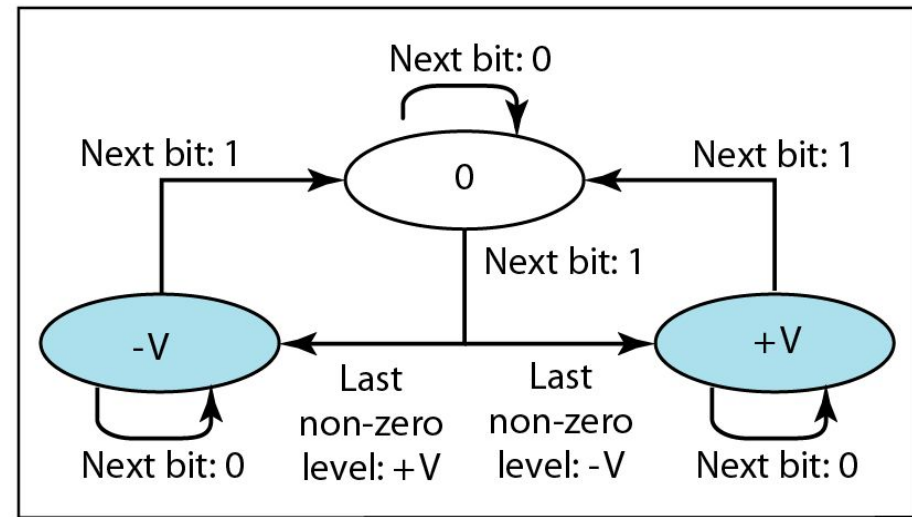 Next bit: 0
Next bit: 1
Next bit: 1
0
Next bit: 1
-V
+V
Last
non-zero
level: +V
Last
non-zero
level: -V
Next bit: 0
Next bit: 0